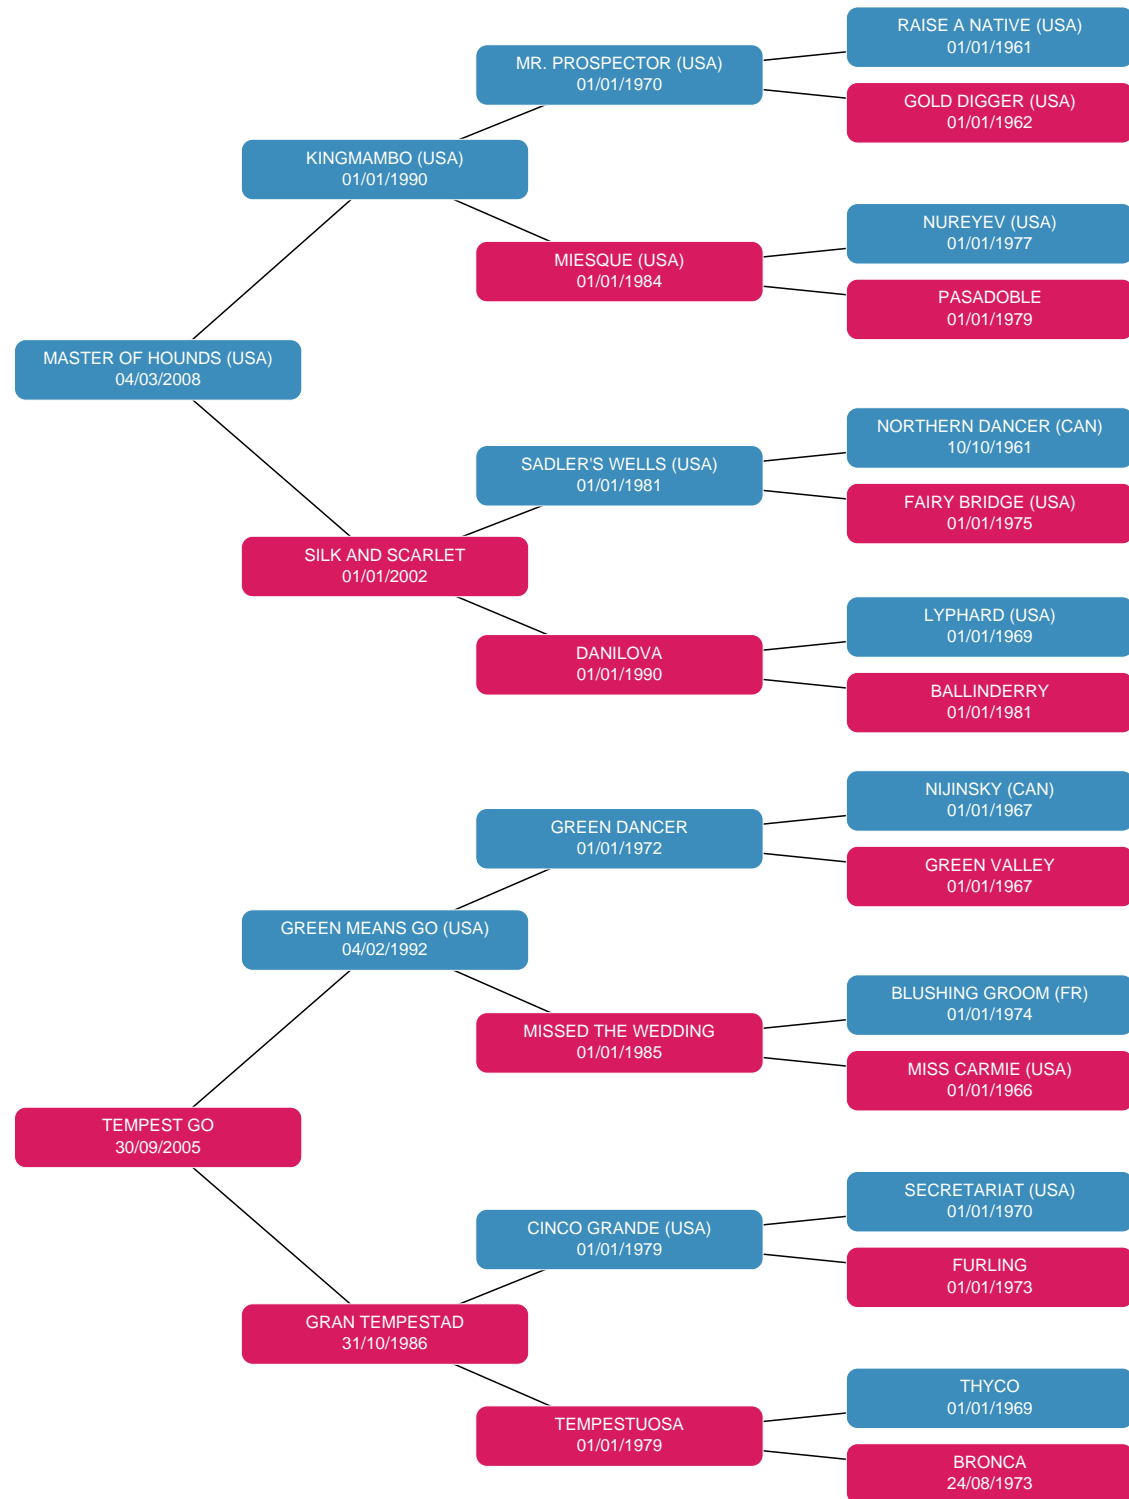 RAISE A NATIVE (USA)
01/01/1961
MR. PROSPECTOR (USA)
01/01/1970
GOLD DIGGER (USA)
01/01/1962
KINGMAMBO (USA)
01/01/1990
NUREYEV (USA)
01/01/1977
MIESQUE (USA)
01/01/1984
PASADOBLE
01/01/1979
MASTER OF HOUNDS (USA)
04/03/2008
NORTHERN DANCER (CAN)
10/10/1961
SADLER'S WELLS (USA)
01/01/1981
FAIRY BRIDGE (USA)
01/01/1975
SILK AND SCARLET
01/01/2002
LYPHARD (USA)
01/01/1969
DANILOVA
01/01/1990
BALLINDERRY
01/01/1981
NIJINSKY (CAN)
01/01/1967
GREEN DANCER
01/01/1972
GREEN VALLEY
01/01/1967
GREEN MEANS GO (USA)
04/02/1992
BLUSHING GROOM (FR)
01/01/1974
MISSED THE WEDDING
01/01/1985
MISS CARMIE (USA)
01/01/1966
TEMPEST GO
30/09/2005
SECRETARIAT (USA)
01/01/1970
CINCO GRANDE (USA)
01/01/1979
FURLING
01/01/1973
GRAN TEMPESTAD
31/10/1986
THYCO
01/01/1969
TEMPESTUOSA
01/01/1979
BRONCA
24/08/1973